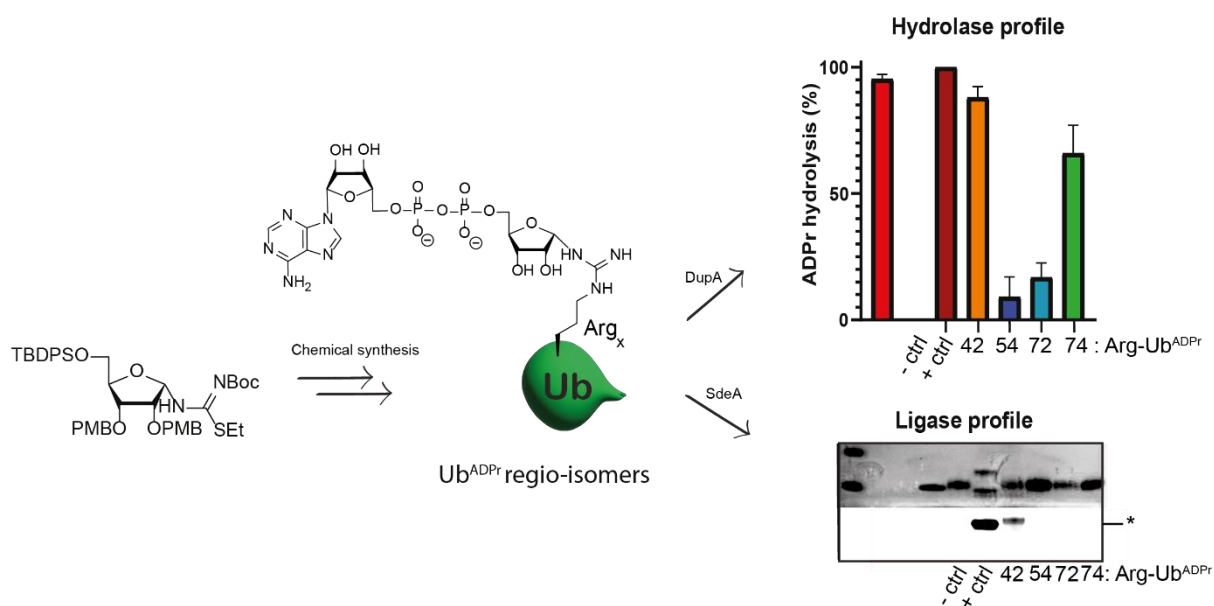 Hydrolase profile
ADPr hydrolysis (%)
100
50
0
- ctrl
+ ctrl
42 54 72 74 : Arg-Ub^ADPr
OH OH
O
O
O P O P O
O⊖ O⊖
N
N
N
N
NH2
O
OH OH
NH
NH
NH
Argx
Ub
Ub^ADPr regio-isomers
TBDPSO
O
HN
NBoc
SEt
PMBO OPMB
Chemical synthesis
DupA
SdeA
Ligase profile
*
- ctrl
+ ctrl
42 54 72 74: Arg-Ub^ADPr